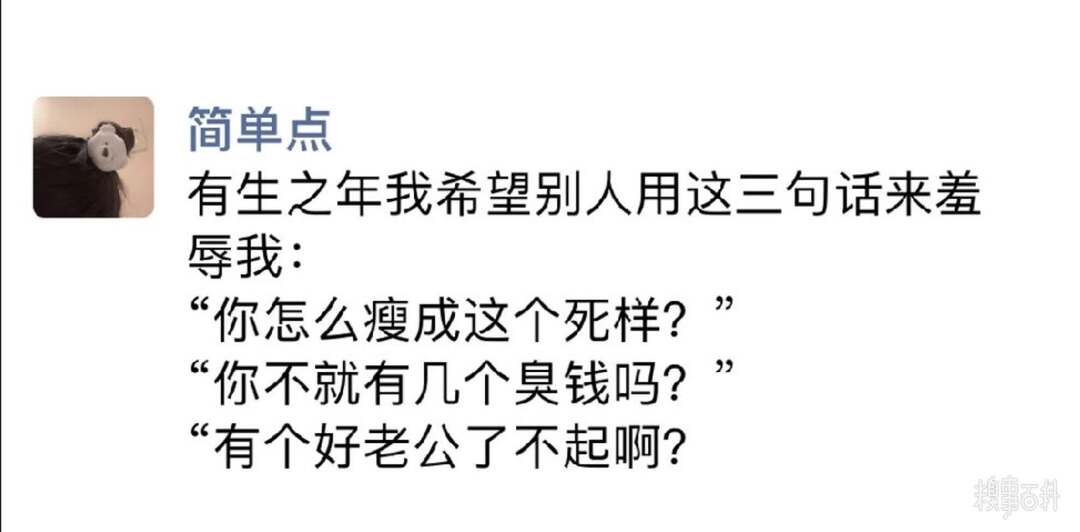 简单点
有生之年我希望别人用这三句话来羞
辱我：
“你怎么瘦成这个死样？”
“你不就有几个臭钱吗？”
“有个好老公了不起啊？
糗事百科